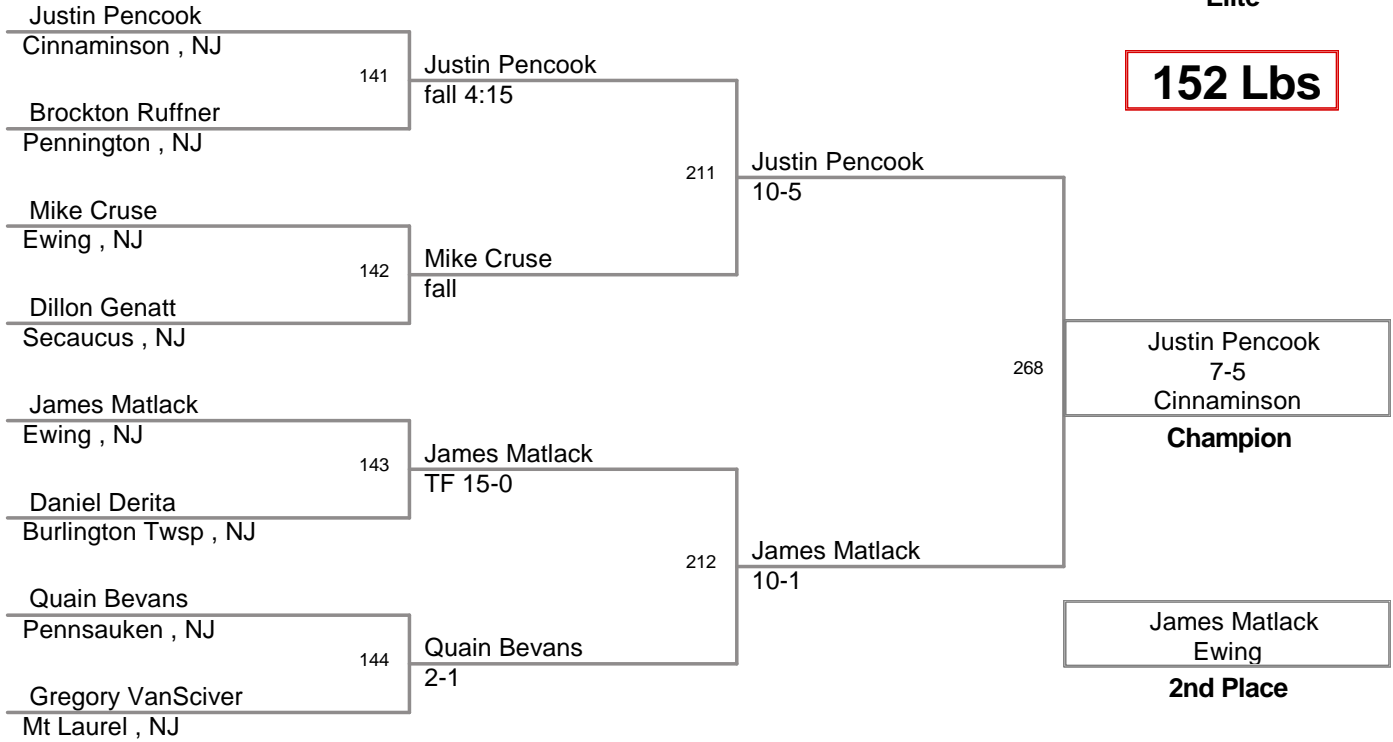 Elite
152 Lbs
Justin Pencook
Cinnaminson , NJ
141
Brockton Ruffner
Pennington , NJ
Justin Pencook
fall 4:15
Mike Cruse
Ewing , NJ
142
Dillon Genatt
Secaucus , NJ
Mike Cruse
fall
211
Justin Pencook
10-5
James Matlack
Ewing , NJ
143
Daniel Derita
Burlington Twsp , NJ
James Matlack
TF 15-0
Quain Bevans
Pennsauken , NJ
144
Gregory VanSciver
Mt Laurel , NJ
Quain Bevans
2-1
212
James Matlack
10-1
268
Justin Pencook
7-5
Cinnaminson
Champion
James Matlack
Ewing
2nd Place